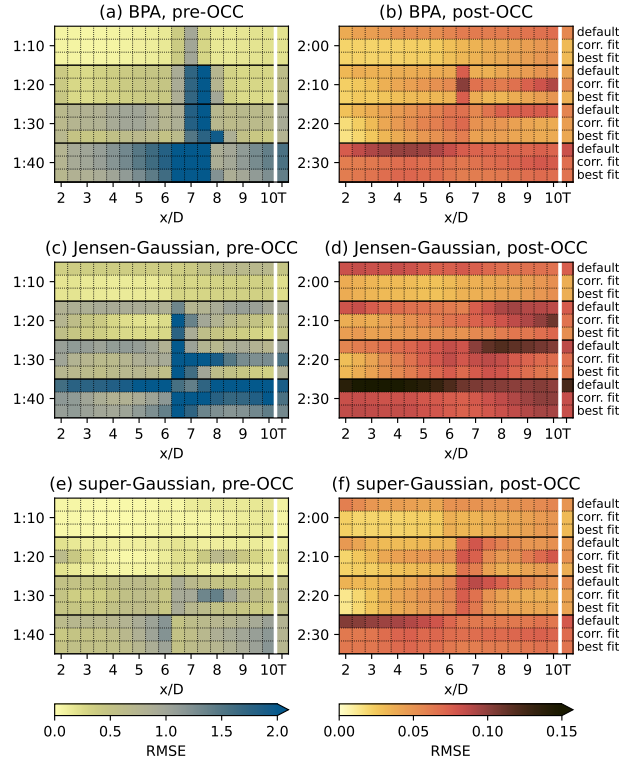 (a) BPA, pre-OCC
(b) BPA, post-OCC
1:10
1:20
1:30
1:40
2:00
2:10
2:20
2:30
default
corr. fit
best fit
default
corr. fit
best fit
default
corr. fit
best fit
default
corr. fit
best fit
2 3 4 5 6 7 8 9 10T
2 3 4 5 6 7 8 9 10T
x/D
x/D
(c) Jensen-Gaussian, pre-OCC
(d) Jensen-Gaussian, post-OCC
1:10
1:20
1:30
1:40
2:00
2:10
2:20
2:30
default
corr. fit
best fit
default
corr. fit
best fit
default
corr. fit
best fit
default
corr. fit
best fit
2 3 4 5 6 7 8 9 10T
2 3 4 5 6 7 8 9 10T
x/D
x/D
(e) super-Gaussian, pre-OCC
(f) super-Gaussian, post-OCC
1:10
1:20
1:30
1:40
2:00
2:10
2:20
2:30
default
corr. fit
best fit
default
corr. fit
best fit
default
corr. fit
best fit
default
corr. fit
best fit
2 3 4 5 6 7 8 9 10T
2 3 4 5 6 7 8 9 10T
x/D
x/D
0.0 0.5 1.0 1.5 2.0
0.00 0.05 0.10 0.15
RMSE
RMSE